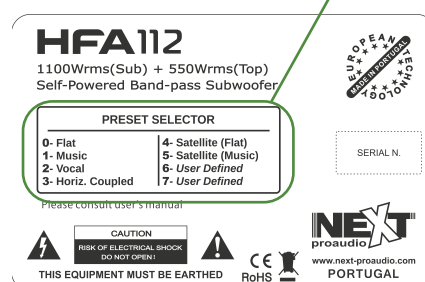 HFA112
1100Wrms(Sub) + 550Wrms(Top)
Self-Powered Band-pass Subwoofer
EUROPEAN TECHNOLOGY
MADE IN PORTUGAL
PRESET SELECTOR
0- Flat
1- Music
2- Vocal
3- Horiz. Coupled
4- Satellite (Flat)
5- Satellite (Music)
6- User Defined
7- User Defined
SERIAL N.
Please consult user's manual
CAUTION
RISK OF ELECTRICAL SHOCK
DO NOT OPEN !
THIS EQUIPMENT MUST BE EARTHED
CE
RoHS
NEXT
proaudio
www.next-proaudio.com
PORTUGAL